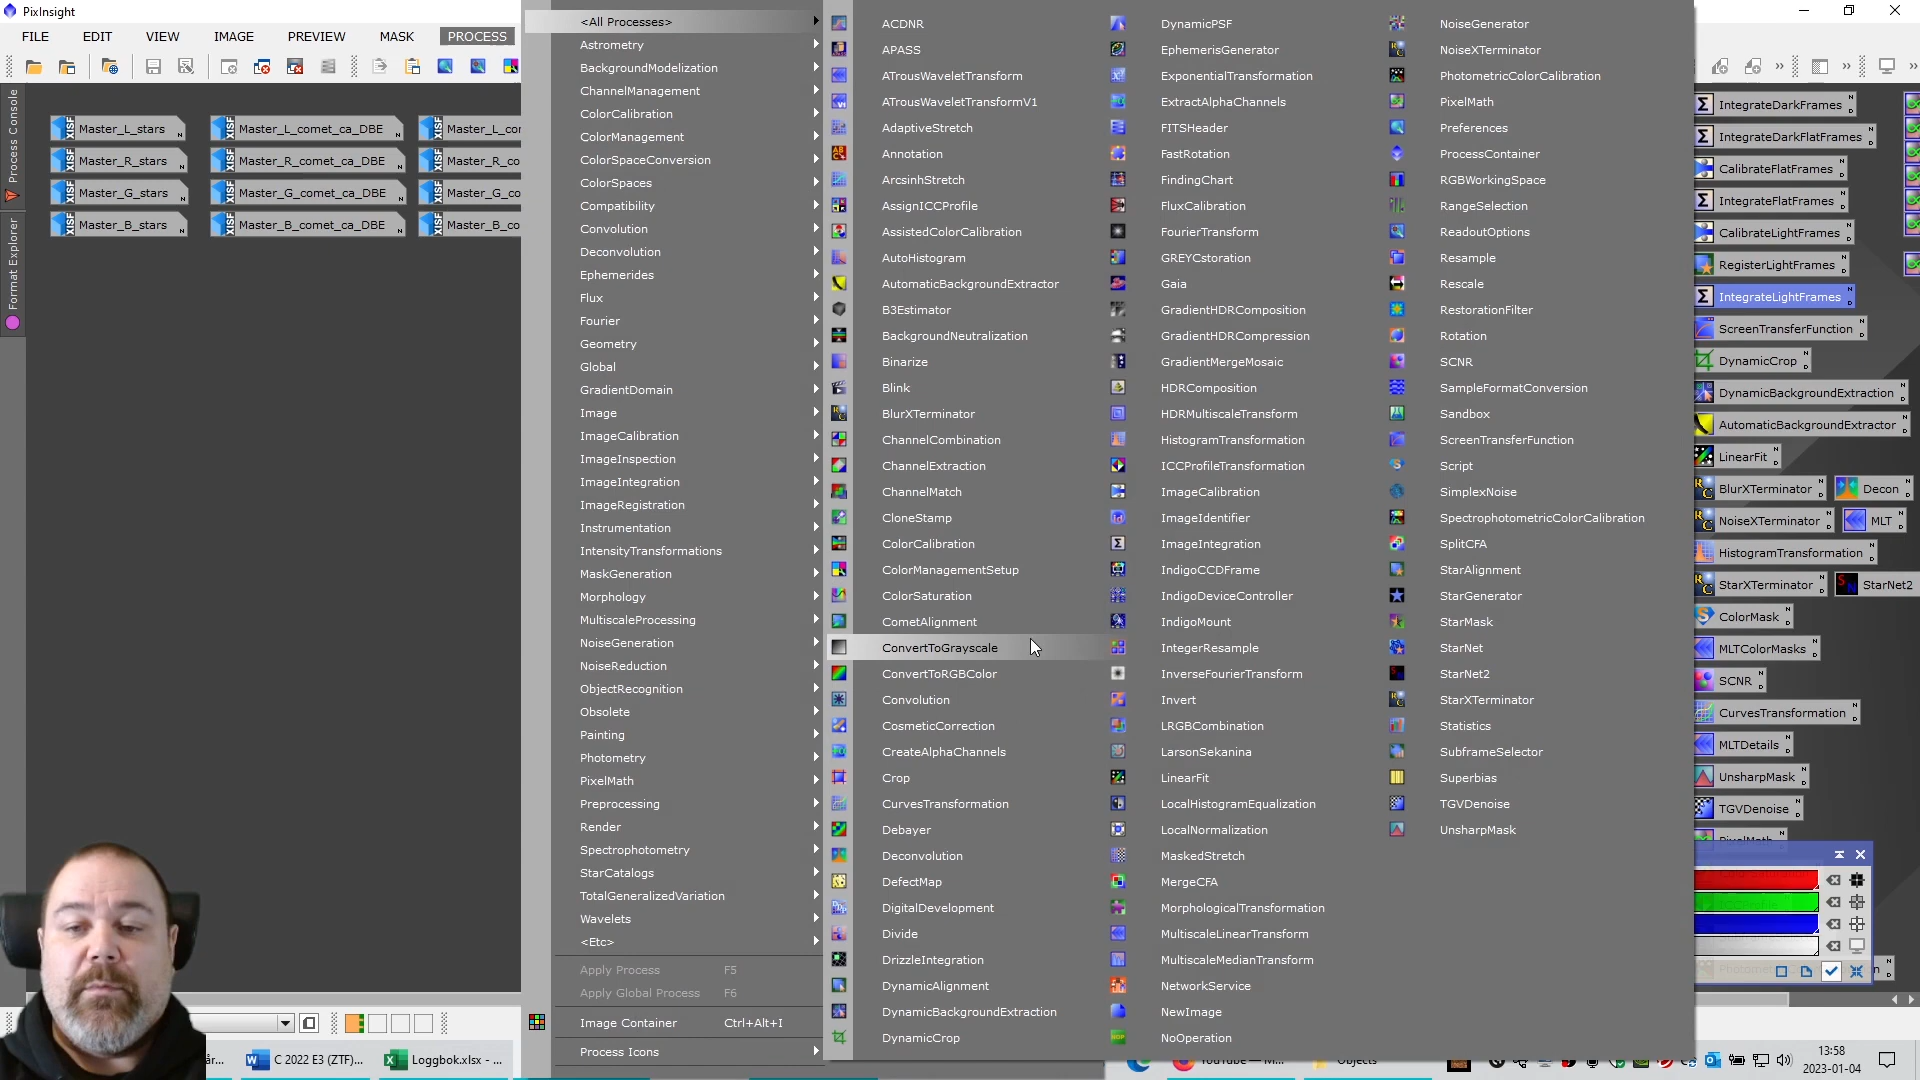 PixInsight
FILE EDIT VIEW IMAGE PREVIEW MASK PROCESS
Process Console
Format Explorer
Master_L_stars
Master_R_stars
Master_G_stars
Master_B_stars
Master_L_comet_ca_DBE
Master_R_comet_ca_DBE
Master_G_comet_ca_DBE
Master_B_comet_ca_DBE
Master_L_co
Master_R_co
Master_G_co
Master_B_co
<All Processes>
Astrometry
BackgroundModelization
ChannelManagement
ColorCalibration
ColorManagement
ColorSpaceConversion
ColorSpaces
Compatibility
Convolution
Deconvolution
Ephemerides
Flux
Fourier
Geometry
Global
GradientDomain
Image
ImageCalibration
ImageInspection
ImageIntegration
ImageRegistration
Instrumentation
IntensityTransformations
MaskGeneration
Morphology
MultiscaleProcessing
NoiseGeneration
NoiseReduction
ObjectRecognition
Obsolete
Painting
Photometry
PixelMath
Preprocessing
Render
Spectrophotometry
StarCatalogs
TotalGeneralizedVariation
Wavelets
<Etc>
Apply Process F5
Apply Global Process F6
Image Container Ctrl+Alt+I
Process Icons
ACDNR
APASS
ATrousWaveletTransform
ATrousWaveletTransformV1
AdaptiveStretch
Annotation
ArcsinhStretch
AssignICCProfile
AssistedColorCalibration
AutoHistogram
AutomaticBackgroundExtractor
B3Estimator
BackgroundNeutralization
Binarize
Blink
BlurXTerminator
ChannelCombination
ChannelExtraction
ChannelMatch
CloneStamp
ColorCalibration
ColorManagementSetup
ColorSaturation
CometAlignment
ConvertToGrayscale
ConvertToRGBColor
Convolution
CosmeticCorrection
CreateAlphaChannels
Crop
CurvesTransformation
Debayer
Deconvolution
DefectMap
DigitalDevelopment
Divide
DrizzleIntegration
DynamicAlignment
DynamicBackgroundExtraction
DynamicCrop
DynamicPSF
EphemerisGenerator
ExponentialTransformation
ExtractAlphaChannels
FITSHeader
FastRotation
FindingChart
FluxCalibration
FourierTransform
GREYCstoration
Gaia
GradientHDRComposition
GradientHDRCompression
GradientMergeMosaic
HDRComposition
HDRMultiscaleTransform
HistogramTransformation
ICCProfileTransformation
ImageCalibration
ImageIdentifier
ImageIntegration
IndigoCCDFrame
IndigoDeviceController
IndigoMount
IntegerResample
InverseFourierTransform
Invert
LRGBCombination
LarsonSekanina
LinearFit
LocalHistogramEqualization
LocalNormalization
MaskedStretch
MergeCFA
MorphologicalTransformation
MultiscaleLinearTransform
MultiscaleMedianTransform
NetworkService
NewImage
NoOperation
NoiseGenerator
NoiseXTerminator
PhotometricColorCalibration
PixelMath
Preferences
ProcessContainer
RGBWorkingSpace
RangeSelection
ReadoutOptions
Resample
Rescale
RestorationFilter
Rotation
SCNR
SampleFormatConversion
Sandbox
ScreenTransferFunction
Script
SimplexNoise
SpectrophotometricColorCalibration
SplitCFA
StarAlignment
StarGenerator
StarMask
StarNet
StarNet2
StarXTerminator
Statistics
SubframeSelector
Superbias
TGVDenoise
UnsharpMask
IntegrateDarkFrames
IntegrateDarkFlatFrames
CalibrateFlatFrames
IntegrateFlatFrames
CalibrateLightFrames
RegisterLightFrames
IntegrateLightFrames
ScreenTransferFunction
DynamicCrop
DynamicBackgroundExtraction
AutomaticBackgroundExtractor
LinearFit
BlurXTerminator Decon
NoiseXTerminator MLT
HistogramTransformation
StarXTerminator StarNet2
ColorMask
MLTColorMasks
SCNR
CurvesTransformation
MLTDetails
UnsharpMask
TGVDenoise
PixelMath
C 2022 E3 (ZTF)...
Loggbok.xlsx - ...
YouTube — M...
Objects
13:58
2023-01-04